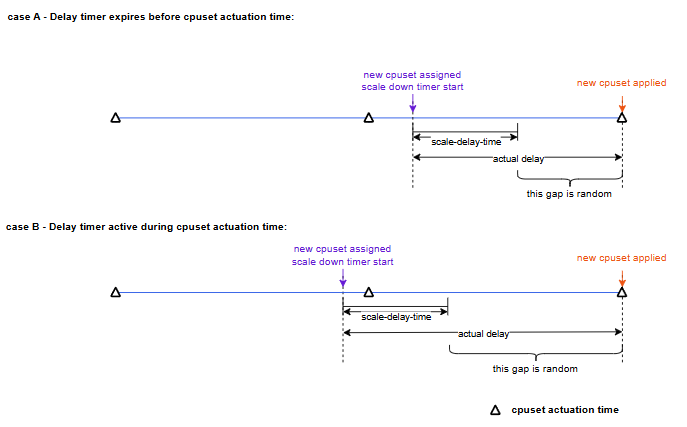 case A - Delay timer expires before cpuset actuation time:
new cpuset assigned
scale down timer start
new cpuset applied
scale-delay-time
actual delay
this gap is random
case B - Delay timer active during cpuset actuation time:
new cpuset assigned
scale down timer start
new cpuset applied
scale-delay-time
actual delay
this gap is random
cpuset actuation time